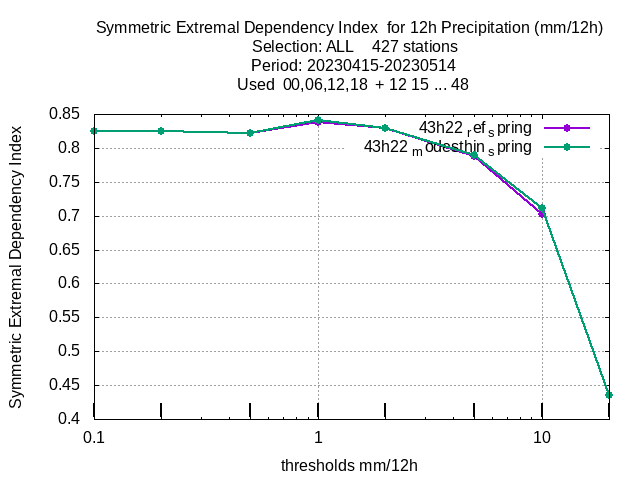 Symmetric Extremal Dependency Index for 12h Precipitation (mm/12h)
Selection: ALL 427 stations
Period: 20230415-20230514
Used 00,06,12,18 + 12 15 ... 48
43h22 ref spring
43h22 modesthin spring
Symmetric Extremal Dependency Index
0.85
0.8
0.75
0.7
0.65
0.6
0.55
0.5
0.45
0.4
0.1 1 10
thresholds mm/12h